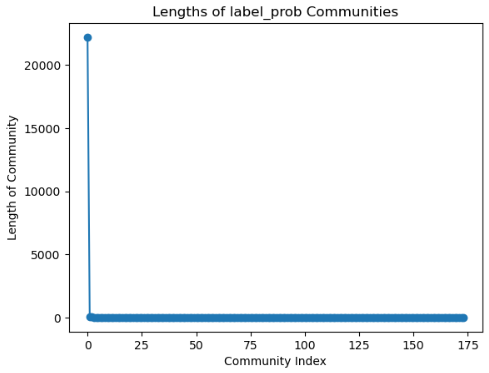 Lengths of label_prob Communities
Length of Community
20000
15000
10000
5000
0
0 25 50 75 100 125 150 175
Community Index